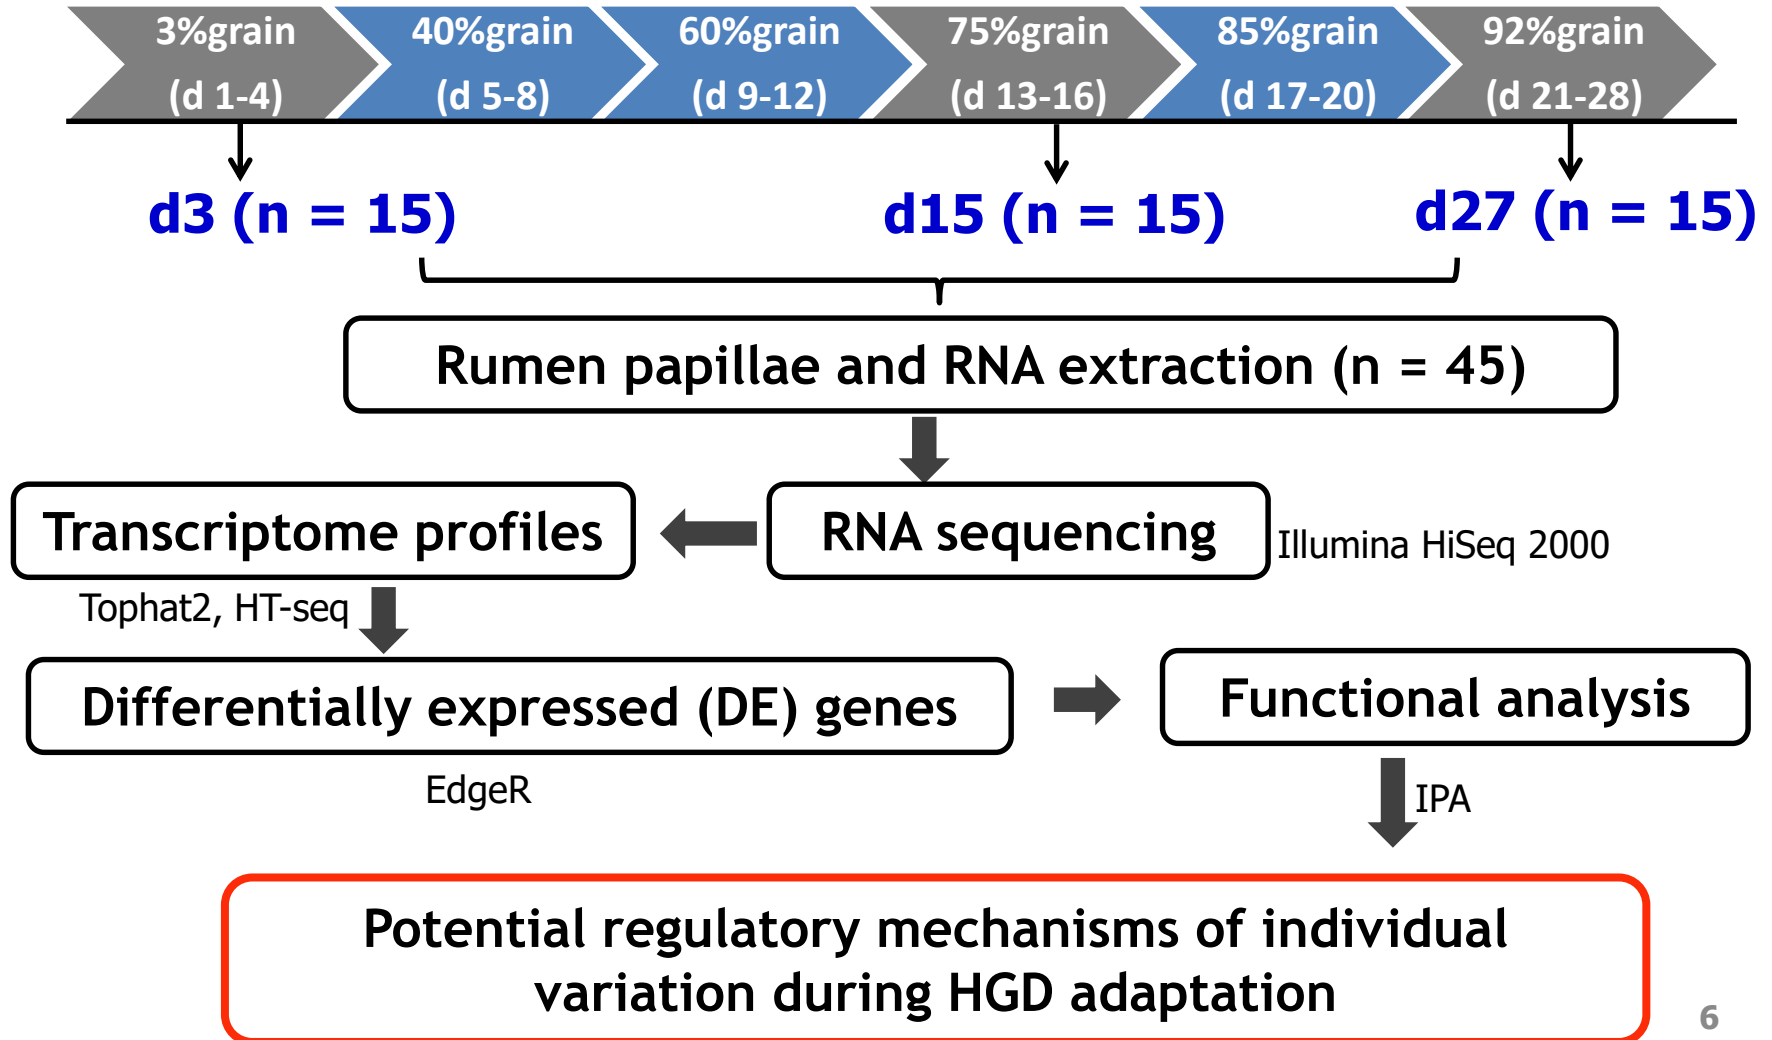 3%grain
(d 1-4)
40%grain
(d 5-8)
60%grain
(d 9-12)
75%grain
(d 13-16)
85%grain
(d 17-20)
92%grain
(d 21-28)
d3 (n = 15)
d15 (n = 15)
d27 (n = 15)
Rumen papillae and RNA extraction (n = 45)
Transcriptome profiles
RNA sequencing
Illumina HiSeq 2000
Tophat2, HT-seq
Differentially expressed (DE) genes
Functional analysis
EdgeR
IPA
Potential regulatory mechanisms of individual
variation during HGD adaptation
6